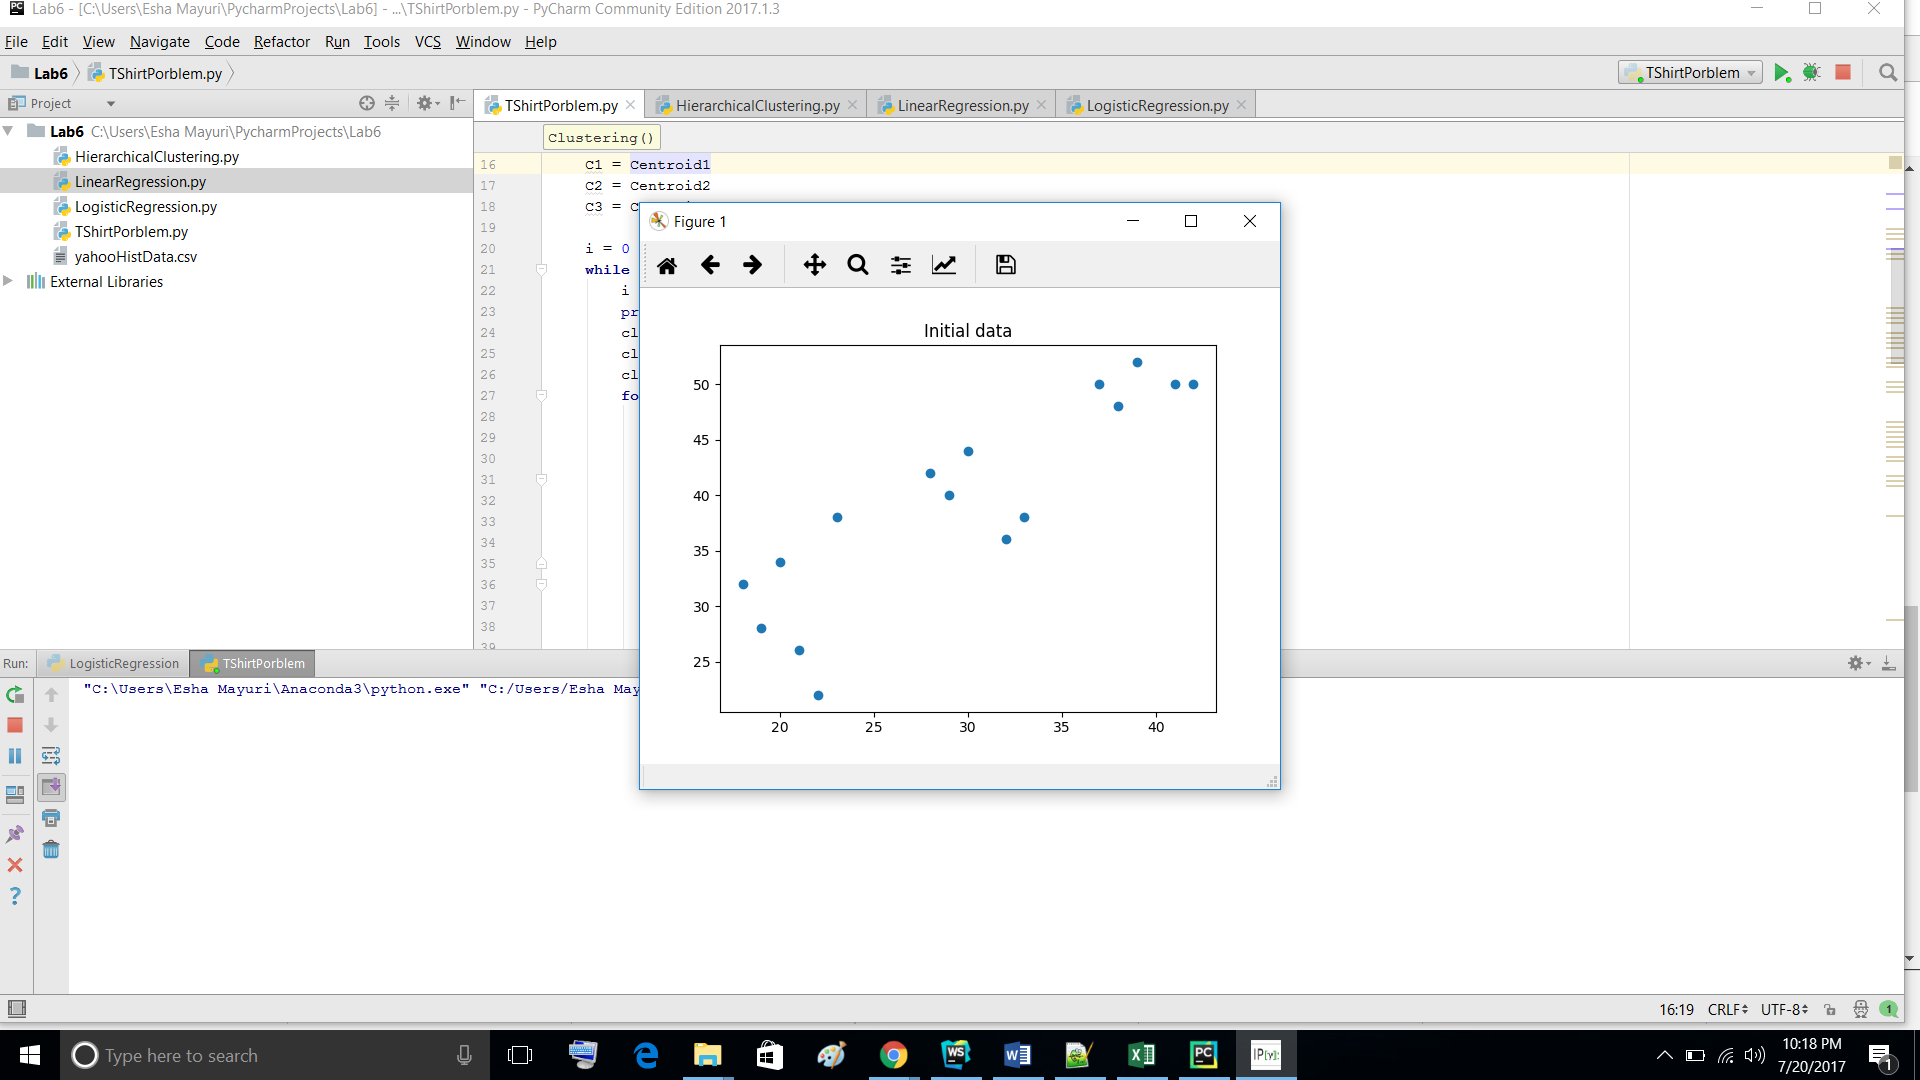 Lab6 - [C:\Users\Esha Mayuri\PycharmProjects\Lab6] - ...\TShirtPorblem.py - PyCharm Community Edition 2017.1.3
File Edit View Navigate Code Refactor Run Tools VCS Window Help
Lab6 TShirtPorblem.py
TShirtPorblem
Project
TShirtPorblem.py HierarchicalClustering.py LinearRegression.py LogisticRegression.py
Lab6 C:\Users\Esha Mayuri\PycharmProjects\Lab6
HierarchicalClustering.py
LinearRegression.py
LogisticRegression.py
TShirtPorblem.py
yahooHistData.csv
External Libraries
Clustering()
16 C1 = Centroid1
17 C2 = Centroid2
18 C3 = C
19
20 i = 0
21 while
22 i
23 pr
24 cl
25 cl
26 cl
27 fo
28
29
30
31
32
33
34
35
36
37
38
39
Figure 1
Initial data
50
45
40
35
30
25
20 25 30 35 40
Run: LogisticRegression TShirtPorblem
"C:\Users\Esha Mayuri\Anaconda3\python.exe" "C:/Users/Esha May
16:19 CRLF UTF-8 1
Type here to search
WS
PC
IP[y]:
10:18 PM
7/20/2017
1